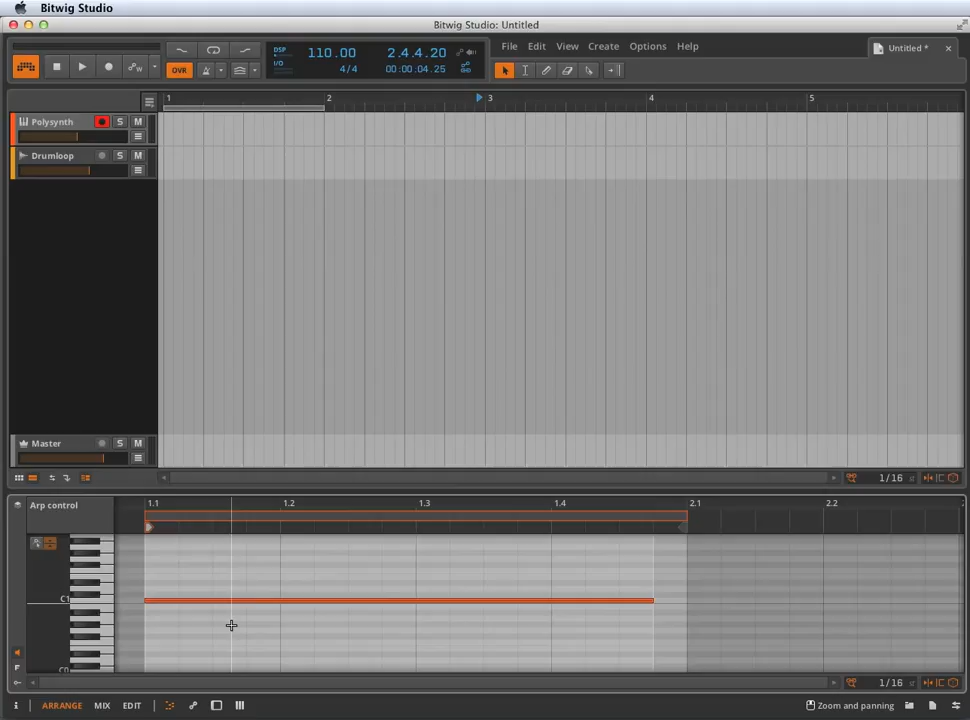 Bitwig Studio
Bitwig Studio: Untitled
DSP 110.00 2.4.4.20
I/O 4/4 00:00:04.25
OVR
File Edit View Create Options Help
Untitled *
1 2 3 4 5
Polysynth S M
Drumloop S M
Master S M
1/16
Arp control
1.1 1.2 1.3 1.4 2.1 2.2
C1
C0
F
1/16
i ARRANGE MIX EDIT
Zoom and panning